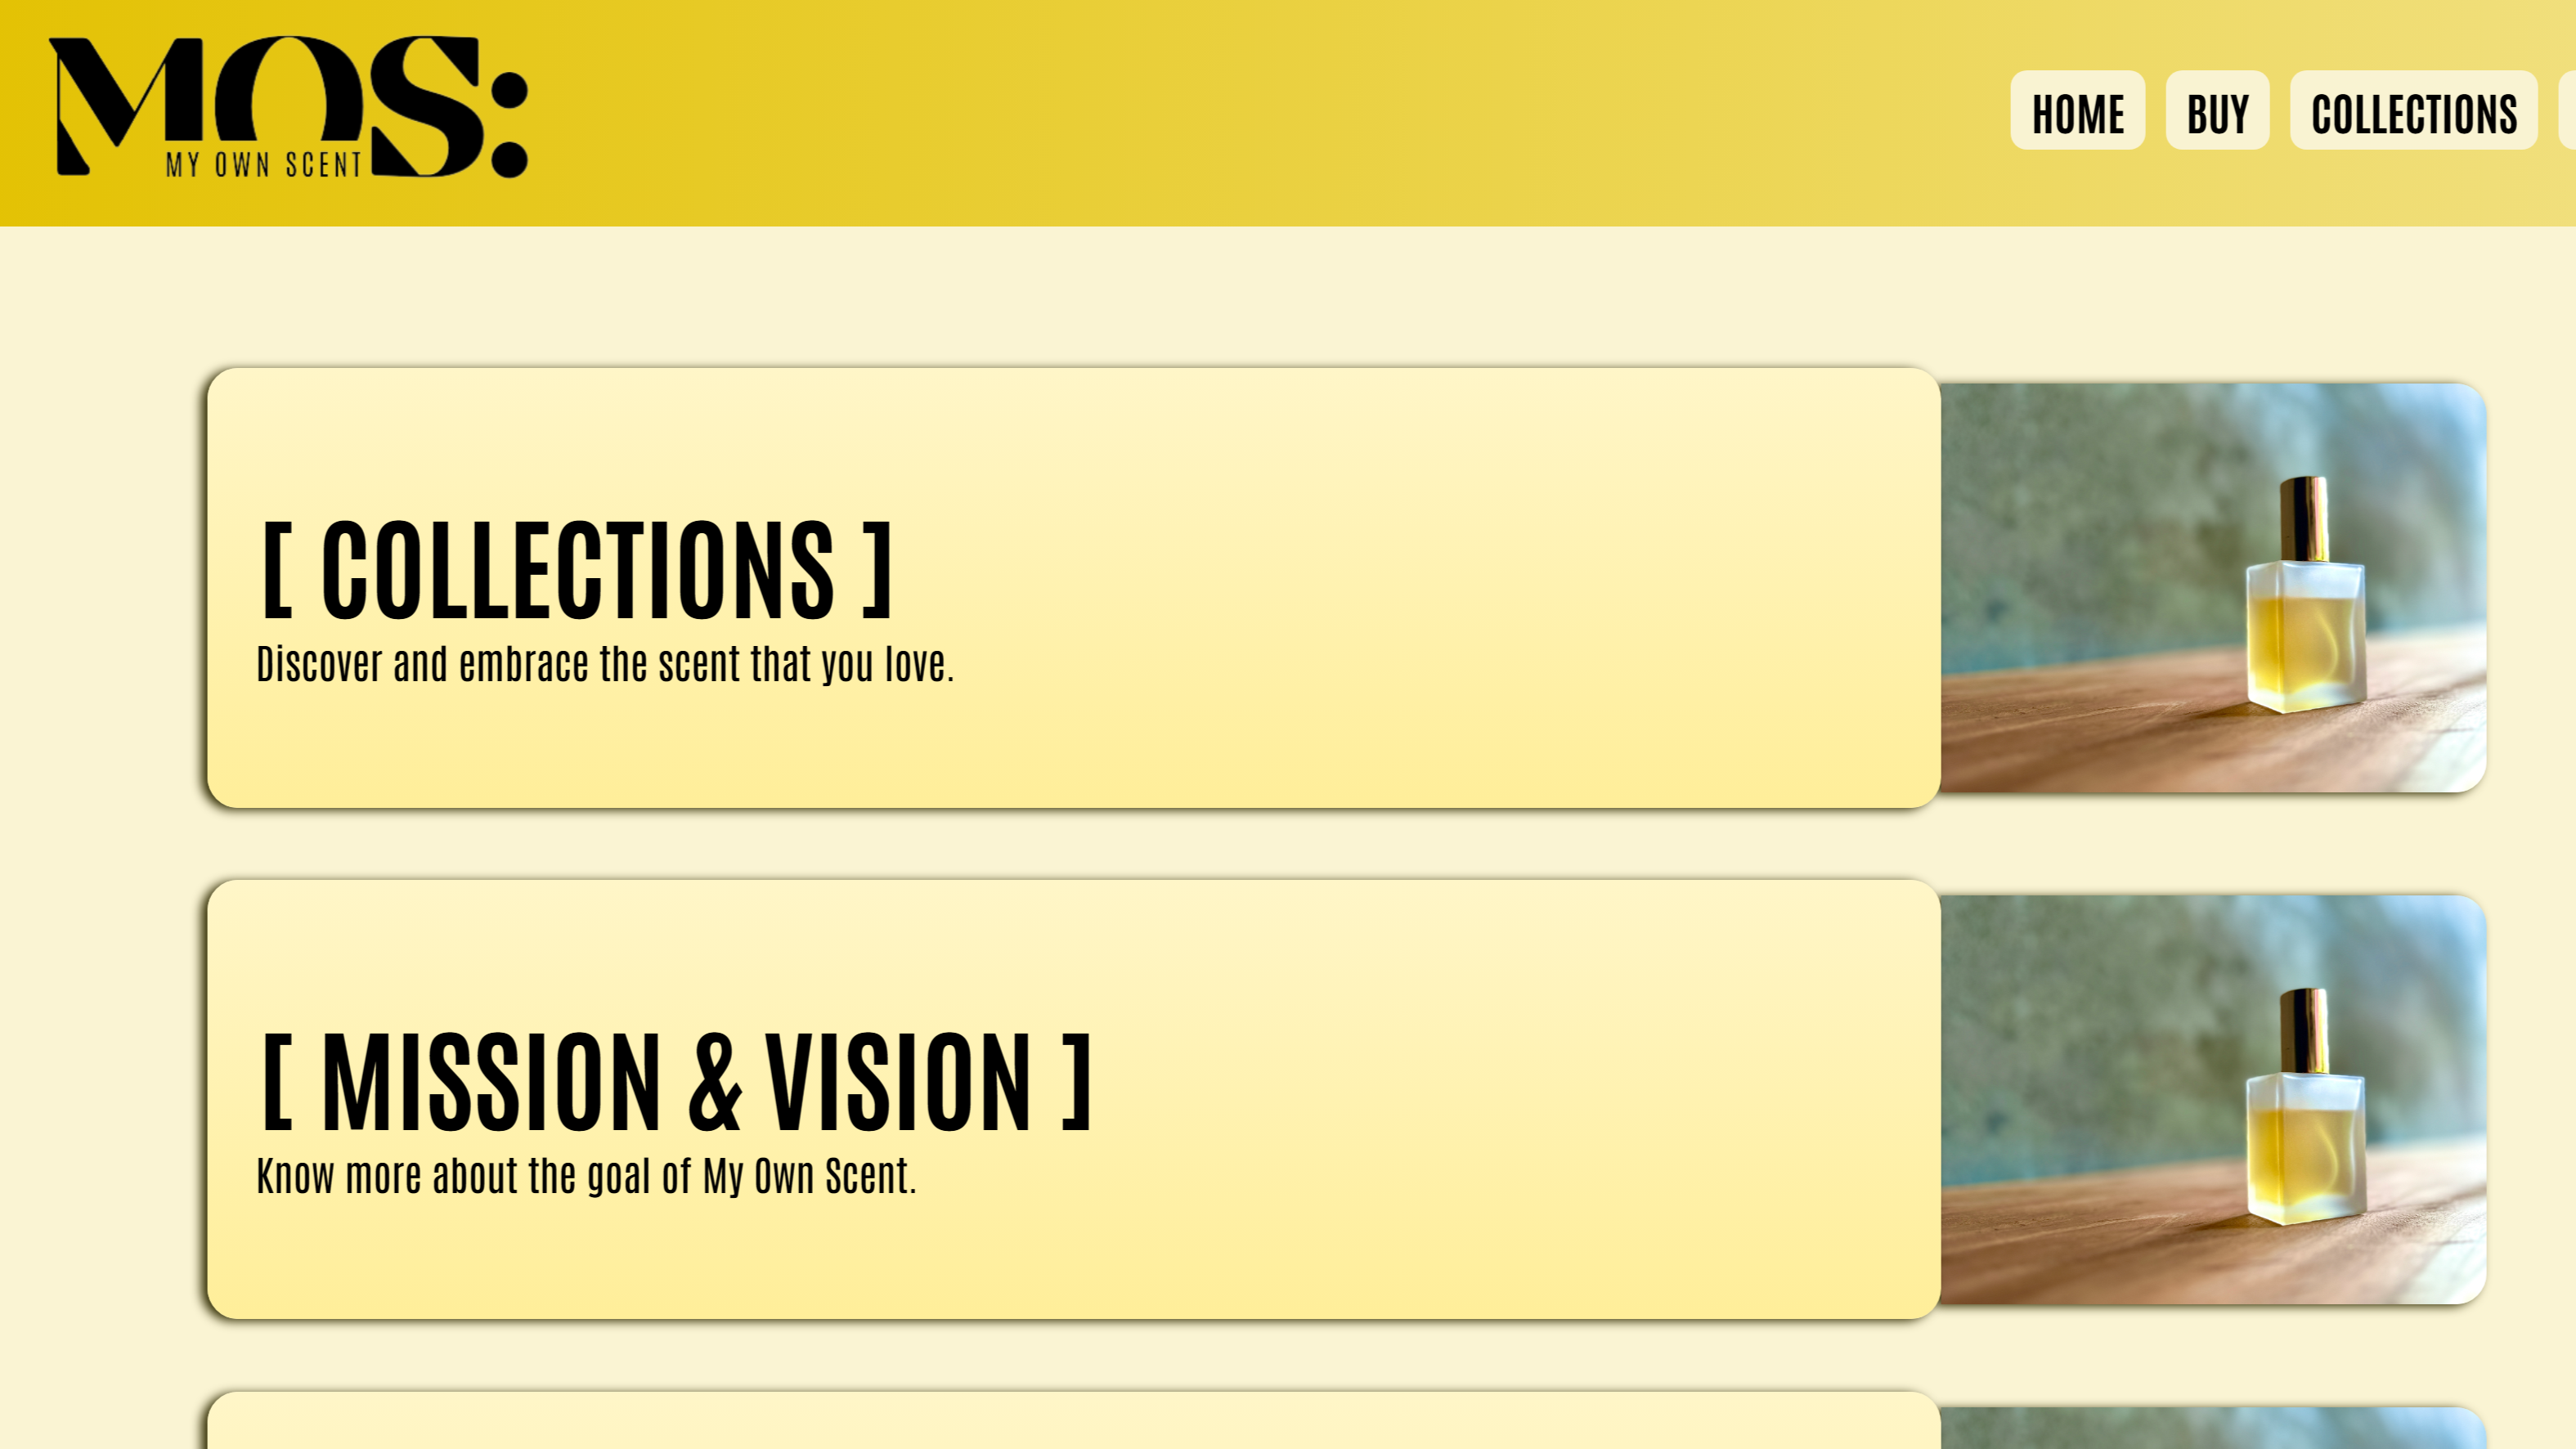 MOS:
MY OWN SCENT
HOME
BUY
COLLECTIONS
[ COLLECTIONS ]
Discover and embrace the scent that you love.
[ MISSION & VISION ]
Know more about the goal of My Own Scent.